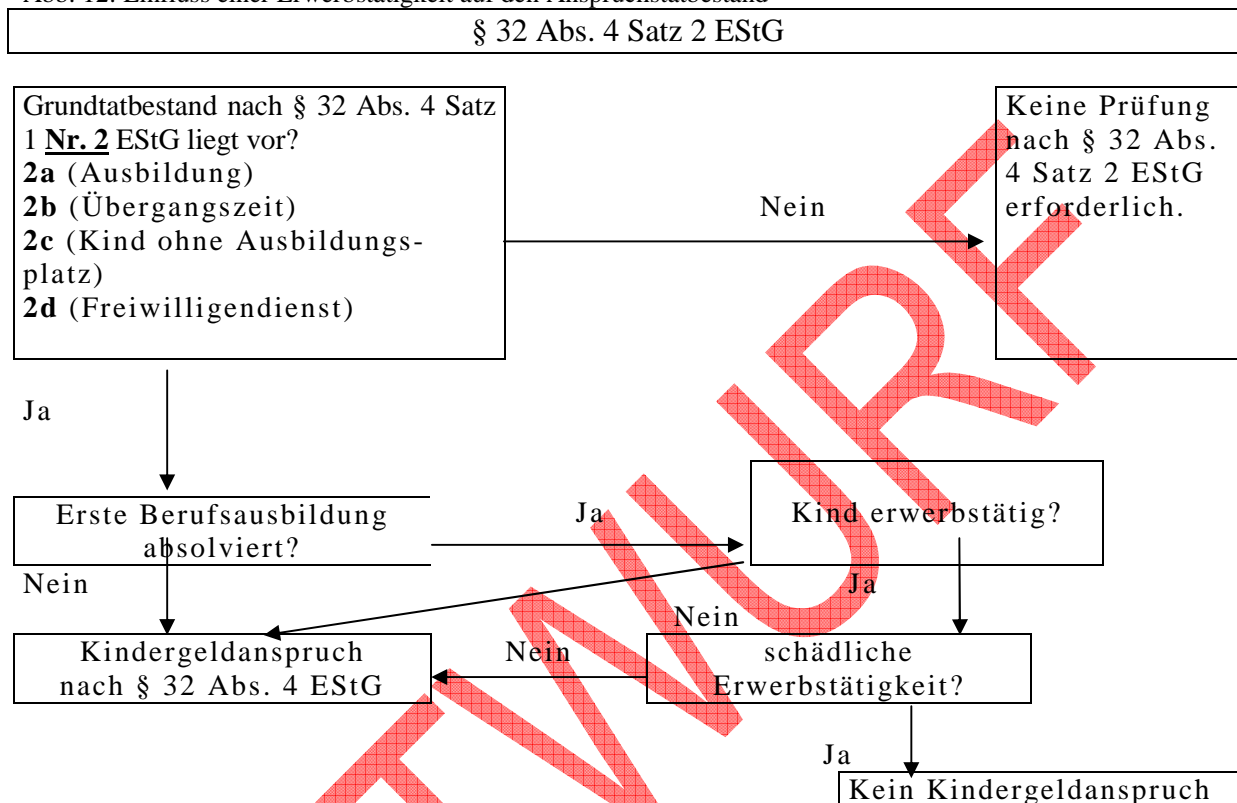 Abb. 12: Einfluss einer Erwerbstätigkeit auf den Anspruchstatbestand
§ 32 Abs. 4 Satz 2 EStG
Grundtatbestand nach § 32 Abs. 4 Satz
1 Nr. 2 EStG liegt vor?
2a (Ausbildung)
2b (Übergangszeit)
2c (Kind ohne Ausbildungs-
platz)
2d (Freiwilligendienst)
Nein
Keine Prüfung
nach § 32 Abs.
4 Satz 2 EStG
erforderlich.
Ja
Erste Berufsausbildung
absolviert?
Ja
Kind erwerbstätig?
Nein
Ja
Nein
Kindergeldanspruch
nach § 32 Abs. 4 EStG
Nein
schädliche
Erwerbstätigkeit?
Ja
Kein Kindergeldanspruch
TWURF